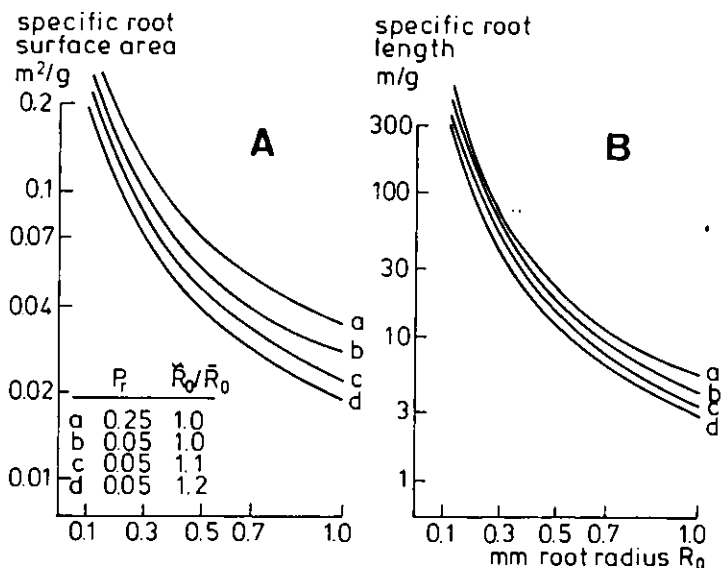 specific root
surface area
m²/g
0.2
0.1
0.07
0.04
0.02
0.01
A
a
b
c
d
Pr Řo/R̄o
a 0.25 1.0
b 0.05 1.0
c 0.05 1.1
d 0.05 1.2
0.1 0.3 0.5 0.7 1.0
specific root
length
m/g
300
100
30
10
3
1
B
a
b
c
d
0.1 0.3 0.5 0.7 1.0
mm root radius Ro